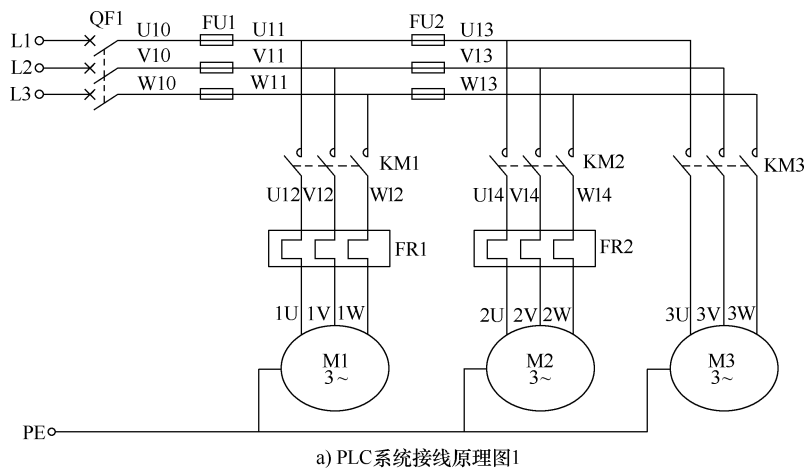 QF1 U10 FU1 U11 FU2 U13
L1
V10 V11 V13
L2
W10 W11 W13
L3
KM1 KM2 KM3
U12 V12 W12 U14 V14 W14
FR1 FR2
1U 1V 1W 2U 2V 2W 3U 3V 3W
M1 M2 M3
3～ 3～ 3～
PE
a) PLC系统接线原理图1